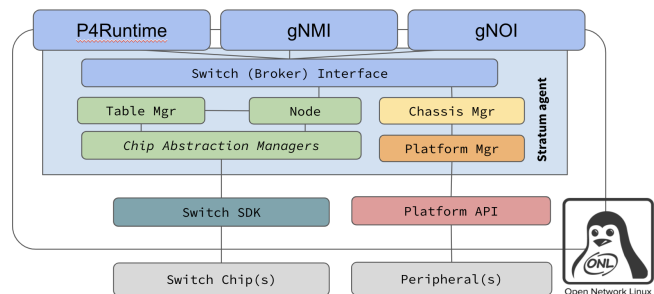 P4Runtime
gNMI
gNOI
Switch (Broker) Interface
Table Mgr
Node
Chassis Mgr
Chip Abstraction Managers
Platform Mgr
Stratum agent
Switch SDK
Platform API
Switch Chip(s)
Peripheral(s)
ONL
Open Network Linux